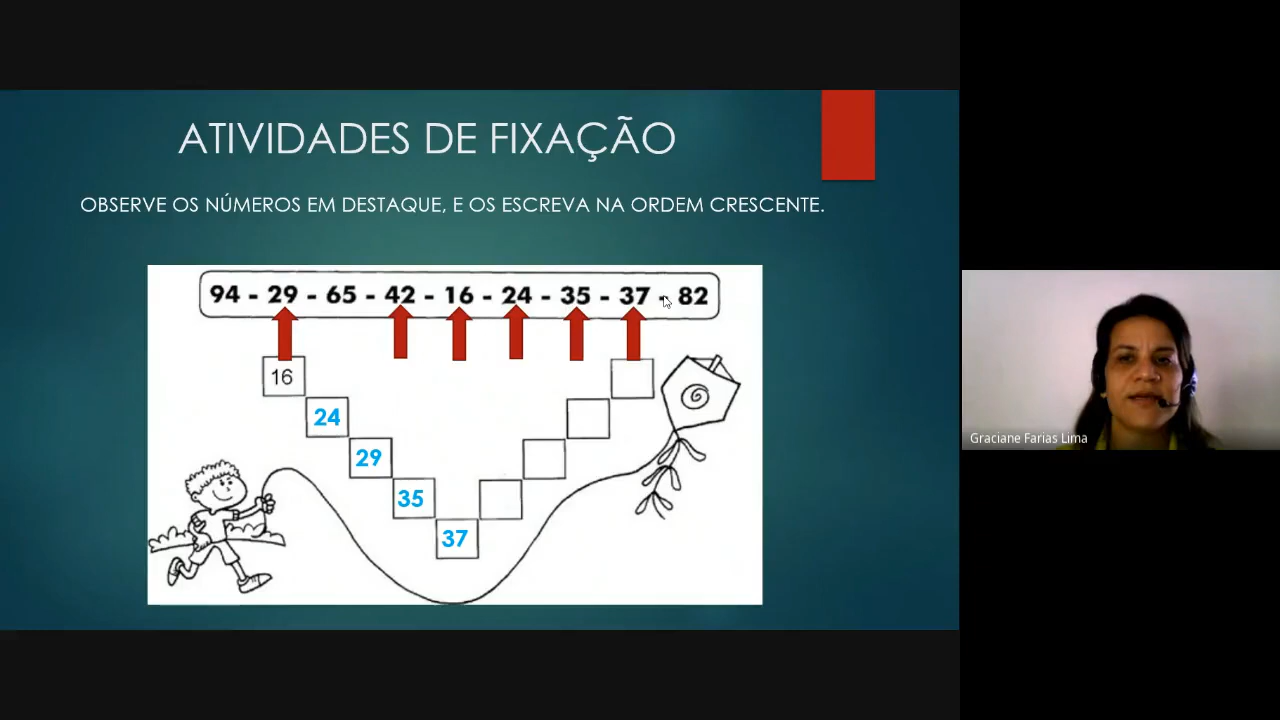 ATIVIDADES DE FIXAÇÃO
OBSERVE OS NÚMEROS EM DESTAQUE, E OS ESCREVA NA ORDEM CRESCENTE.
94 - 29 - 65 - 42 - 16 - 24 - 35 - 37 - 82
16
24
29
35
37
Graciane Farias Lima